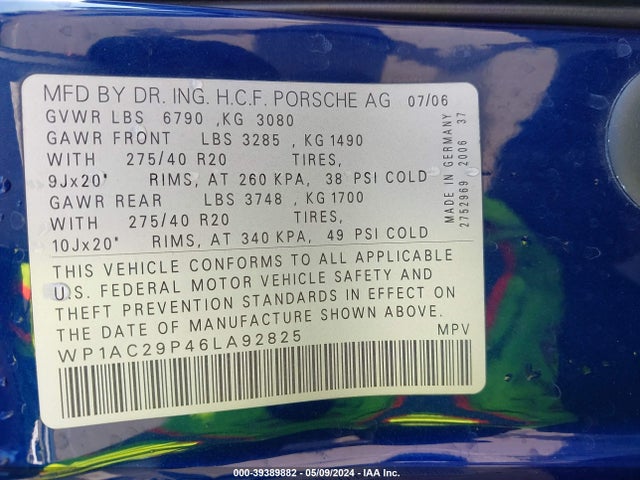 MFD BY DR. ING. H.C.F. PORSCHE AG 07/06
GVWR LBS 6790 ,KG 3080
GAWR FRONT LBS 3285 , KG 1490
WITH 275/40 R20 TIRES,
9Jx20" RIMS, AT 260 KPA, 38 PSI COLD
GAWR REAR LBS 3748 , KG 1700
WITH 275/40 R20 TIRES,
10Jx20" RIMS, AT 340 KPA, 49 PSI COLD
THIS VEHICLE CONFORMS TO ALL APPLICABLE
U.S. FEDERAL MOTOR VEHICLE SAFETY AND
THEFT PREVENTION STANDARDS IN EFFECT ON
THE DATE OF MANUFACTURE SHOWN ABOVE.
WP1AC29P46LA92825 MPV
MADE IN GERMANY
2752969 2006 37
000-39389882 - 05/09/2024 - IAA Inc.